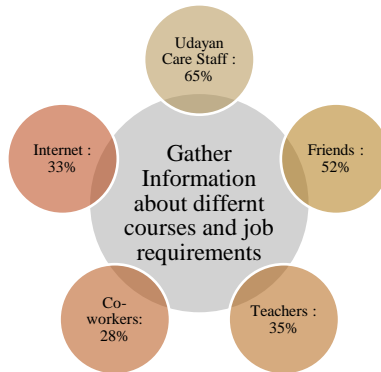 Udayan
Care Staff :
65%
Internet :
33%
Gather
Information
about differnt
courses and job
requirements
Friends :
52%
Co-
workers:
28%
Teachers :
35%